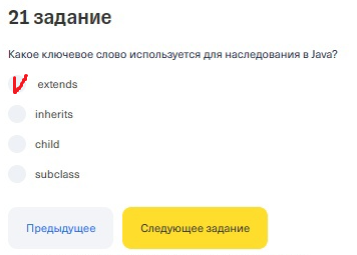 21 задание
Какое ключевое слово используется для наследования в Java?
extends
inherits
child
subclass
Предыдущее
Следующее задание